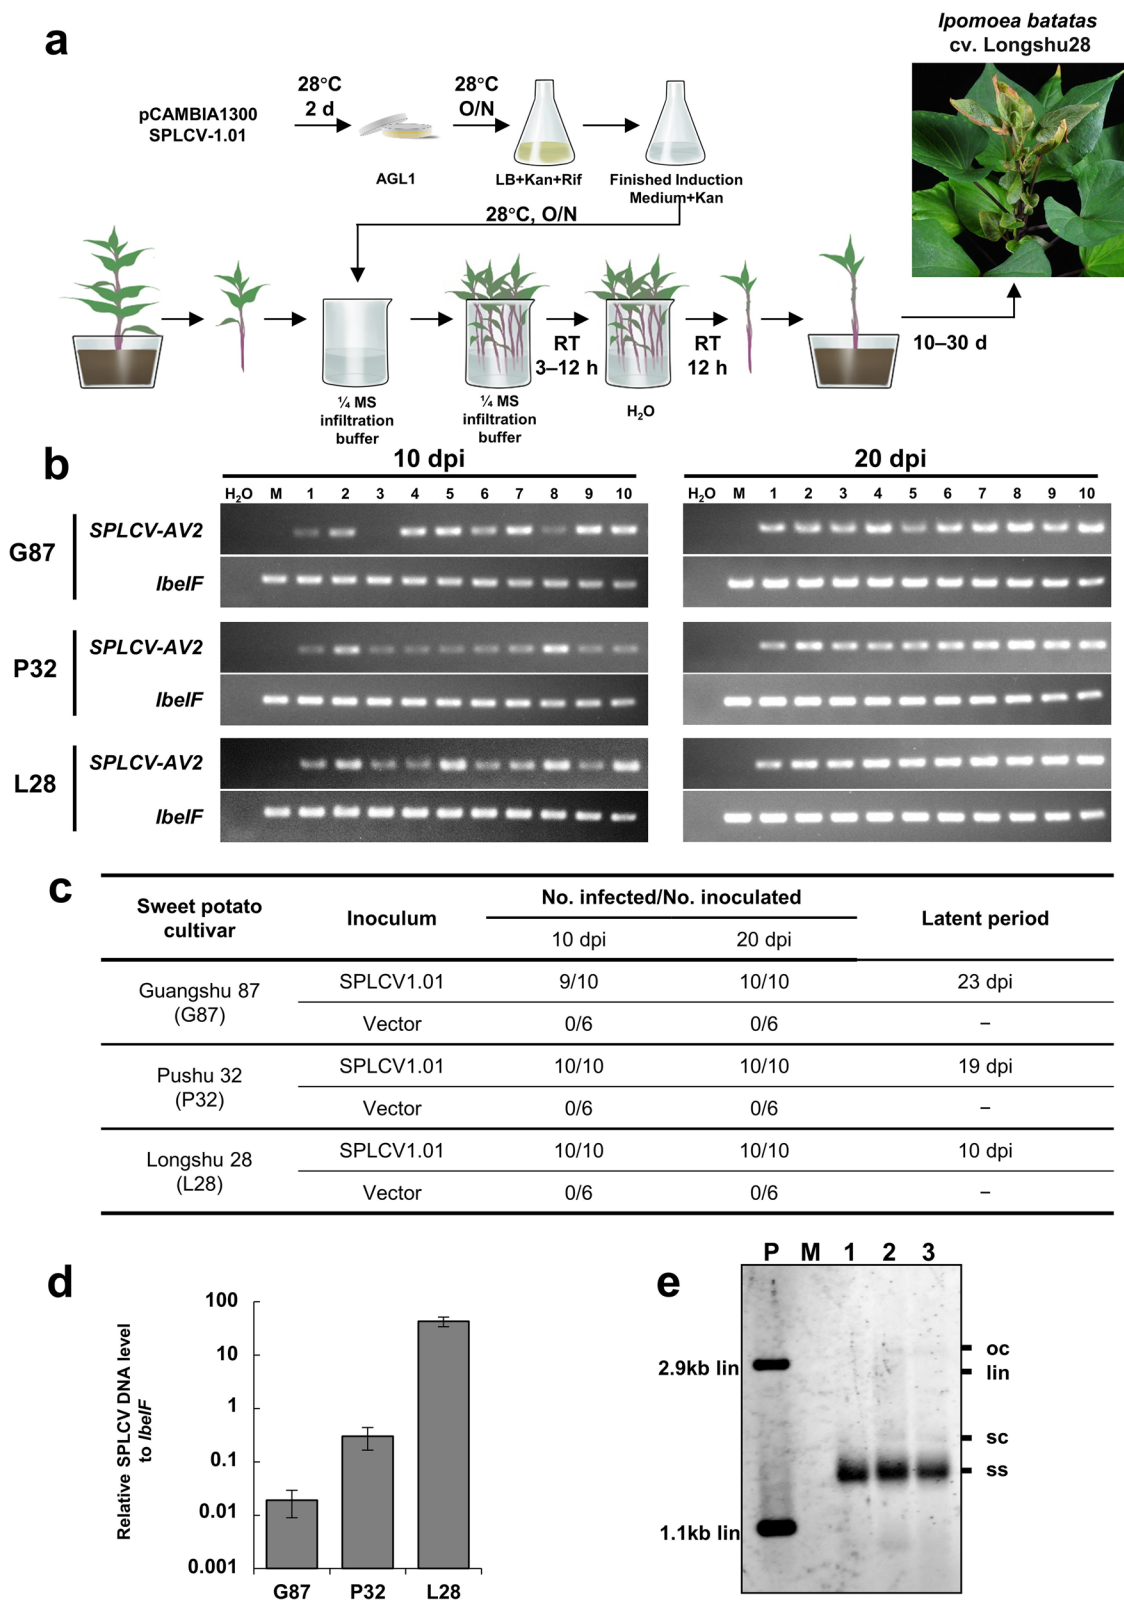 a
Ipomoea batatas
cv. Longshu28
pCAMBIA1300
SPLCV-1.01
28°C
2 d
28°C
O/N
AGL1
LB+Kan+Rif
Finished Induction
Medium+Kan
28°C, O/N
RT
3–12 h
RT
12 h
10–30 d
¼ MS
infiltration
buffer
¼ MS
infiltration
buffer
H₂O
b
10 dpi
20 dpi
H₂O M 1 2 3 4 5 6 7 8 9 10
H₂O M 1 2 3 4 5 6 7 8 9 10
G87
SPLCV-AV2
IbelF
P32
SPLCV-AV2
IbelF
L28
SPLCV-AV2
IbelF
c
Sweet potato
cultivar
Inoculum
No. infected/No. inoculated
Latent period
10 dpi 20 dpi
Guangshu 87
(G87)
SPLCV1.01 9/10 10/10 23 dpi
Vector 0/6 0/6 –
Pushu 32
(P32)
SPLCV1.01 10/10 10/10 19 dpi
Vector 0/6 0/6 –
Longshu 28
(L28)
SPLCV1.01 10/10 10/10 10 dpi
Vector 0/6 0/6 –
d
Relative SPLCV DNA level
to IbelF
100
10
1
0.1
0.01
0.001
G87 P32 L28
e
P M 1 2 3
2.9kb lin
1.1kb lin
oc
lin
sc
ss